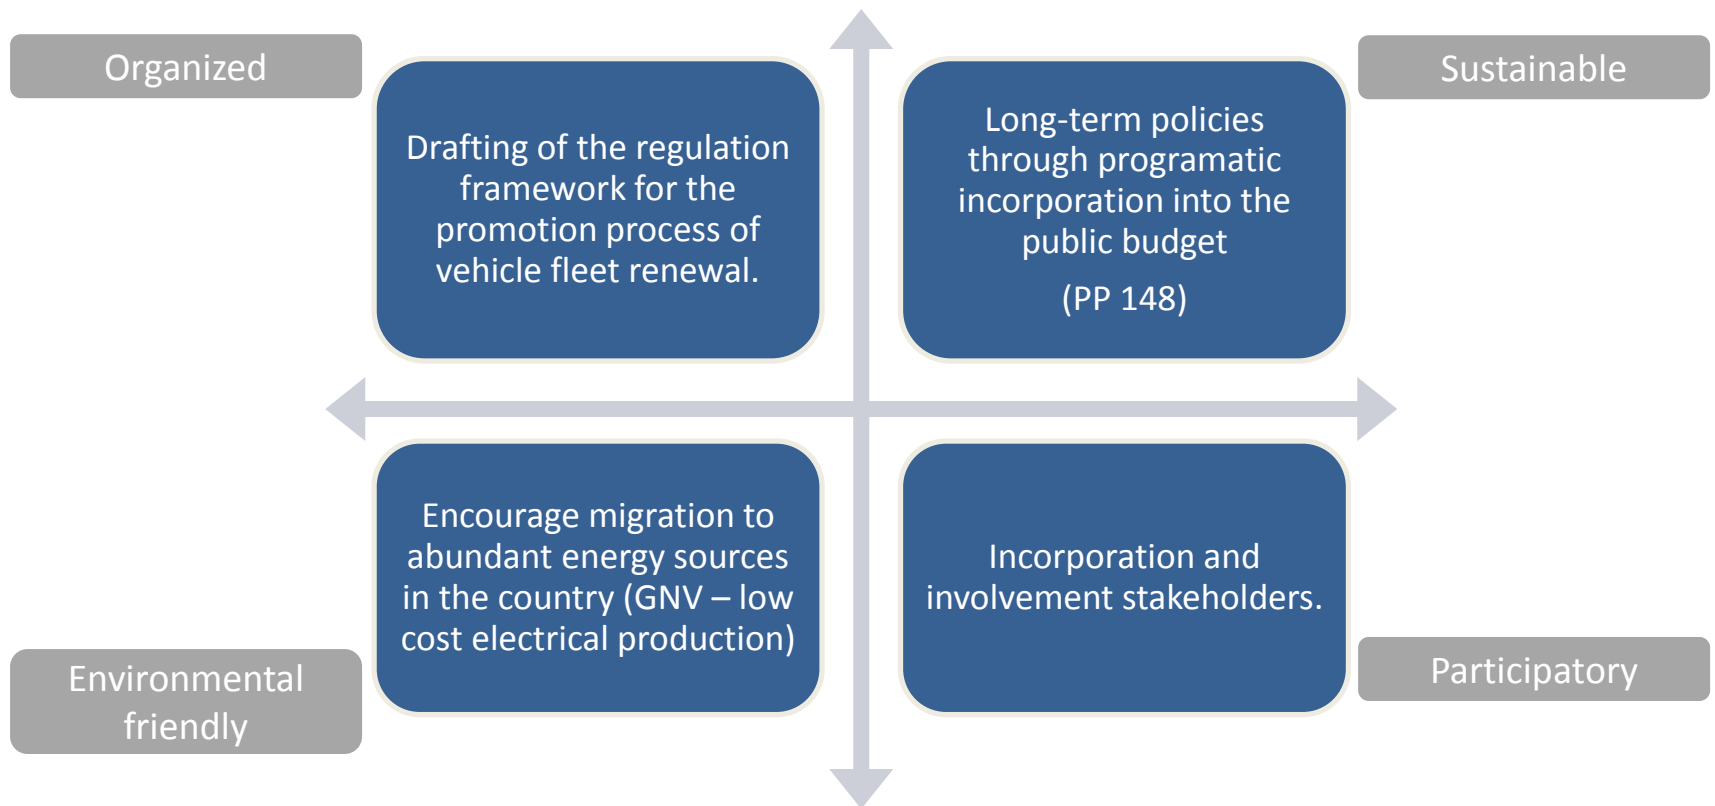 Organized
Drafting of the regulation
framework for the
promotion process of
vehicle fleet renewal.
Long-term policies
through programatic
incorporation into the
public budget
(PP 148)
Sustainable
Encourage migration to
abundant energy sources
in the country (GNV – low
cost electrical production)
Environmental
friendly
Incorporation and
involvement stakeholders.
Participatory